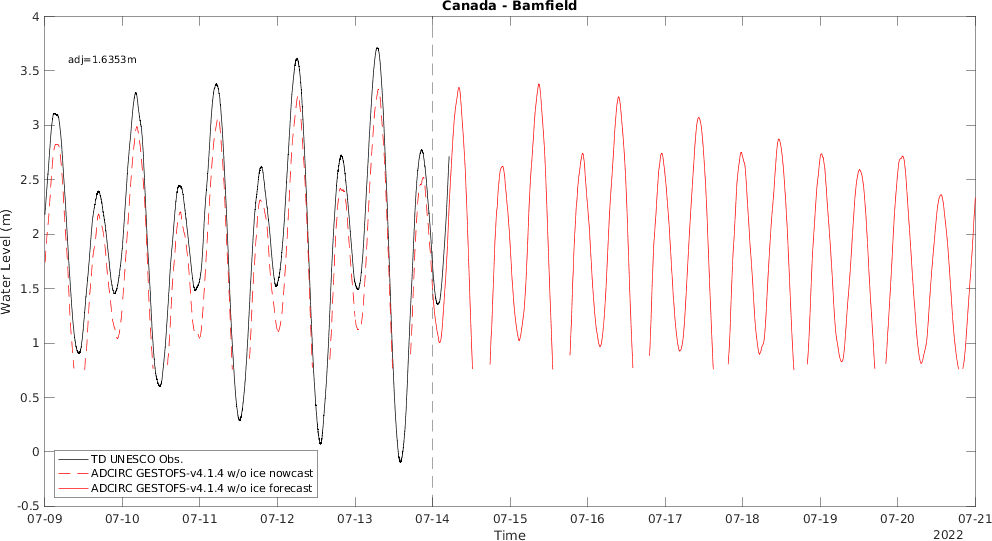 Canada - Bamfield
adj=1.6353m
Water Level (m)
4
3.5
3
2.5
2
1.5
1
0.5
0
-0.5
TD UNESCO Obs.
ADCIRC GESTOFS-v4.1.4 w/o ice nowcast
ADCIRC GESTOFS-v4.1.4 w/o ice forecast
07-09 07-10 07-11 07-12 07-13 07-14 07-15 07-16 07-17 07-18 07-19 07-20 07-21
Time
2022